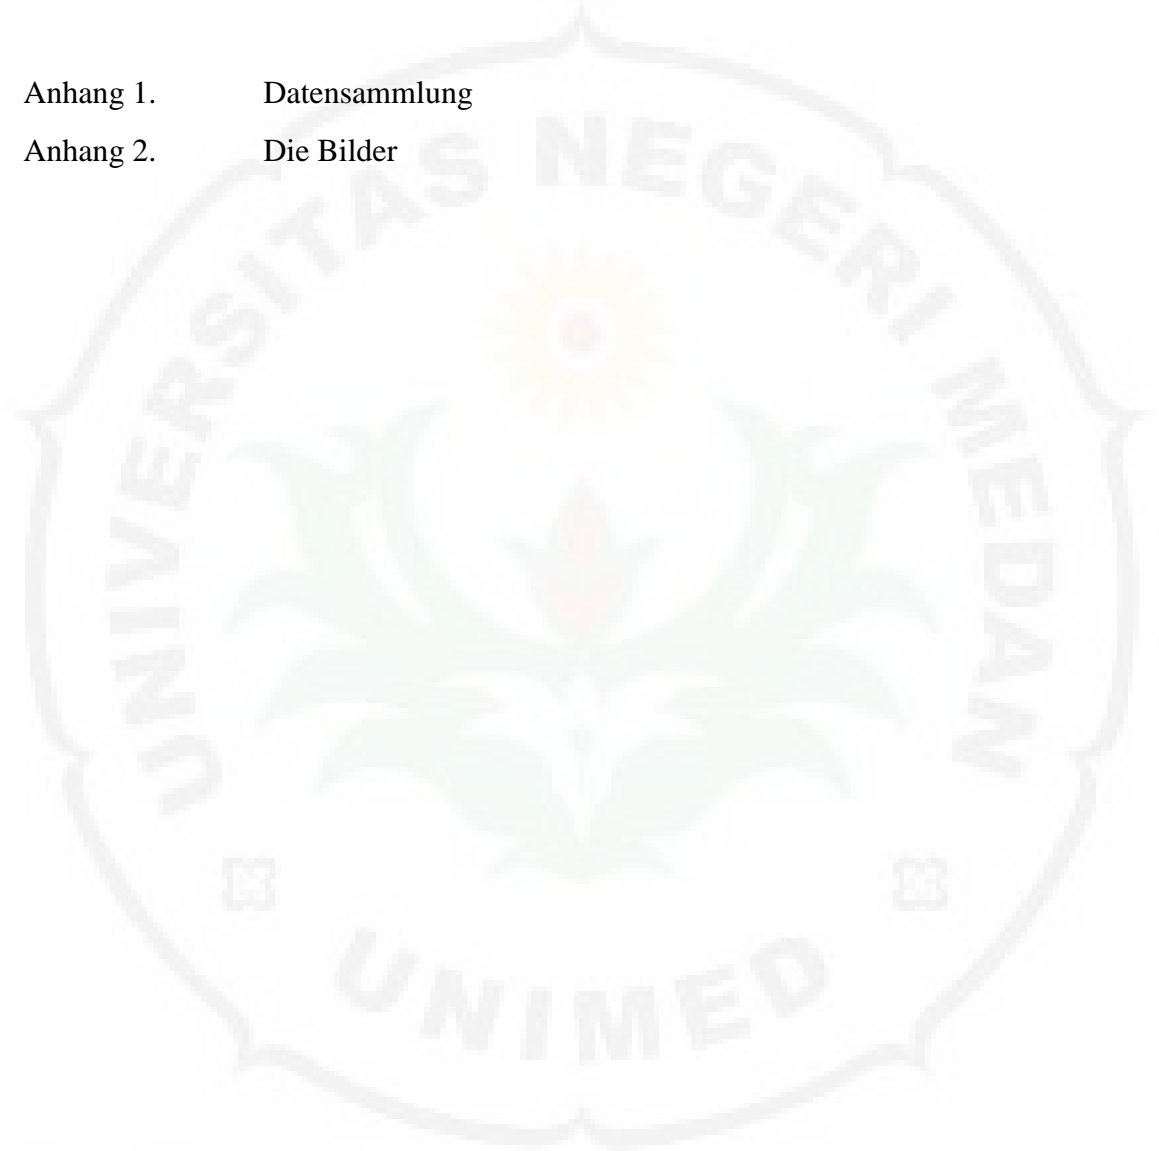 Anhang 1. Datensammlung
Anhang 2. Die Bilder
UNIVERSITAS NEGERI MEDAN
UNIMED